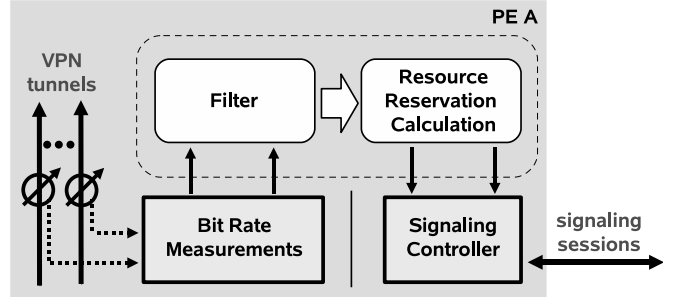 PE A
VPN
tunnels
Filter
Resource
Reservation
Calculation
Bit Rate
Measurements
Signaling
Controller
signaling
sessions